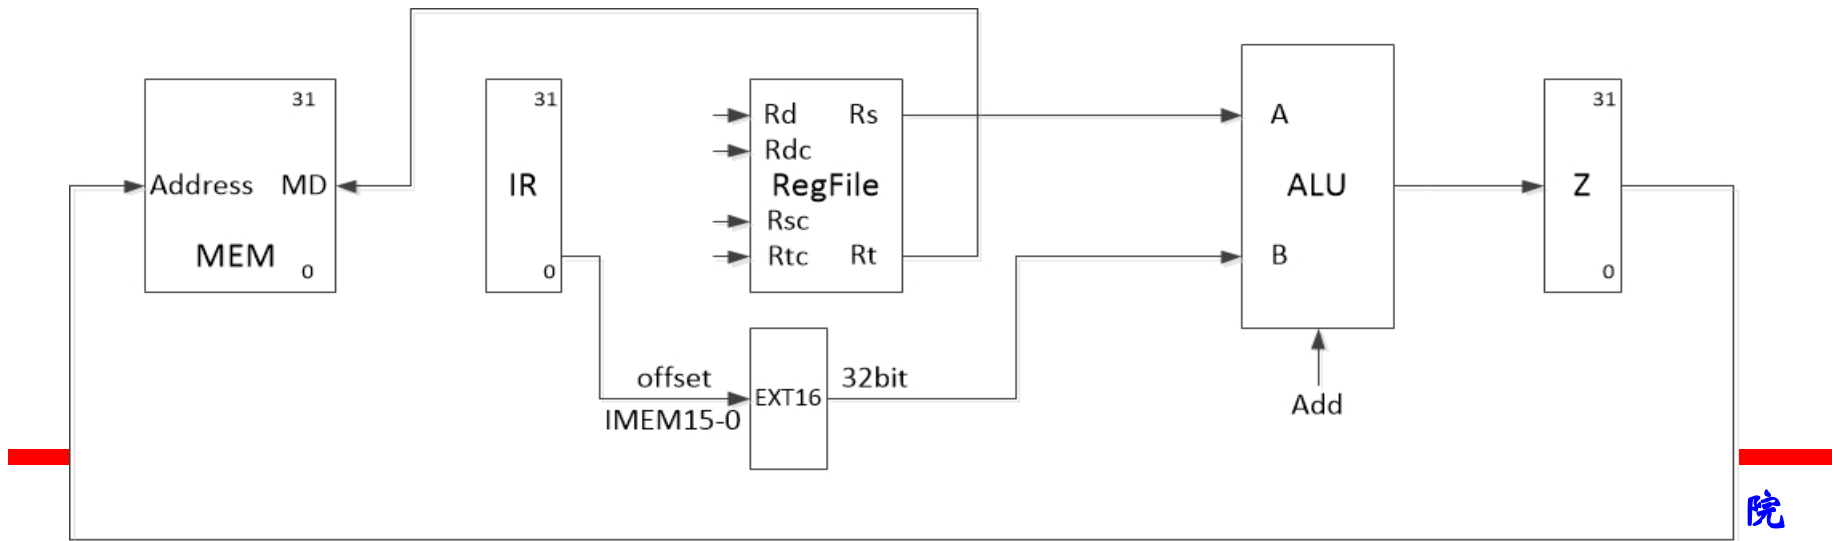 31
Address MD
MEM
0
31
IR
0
Rd Rs
Rdc
RegFile
Rsc
Rtc Rt
A
ALU
B
Add
31
Z
0
offset
IMEM15-0
EXT16
32bit
院